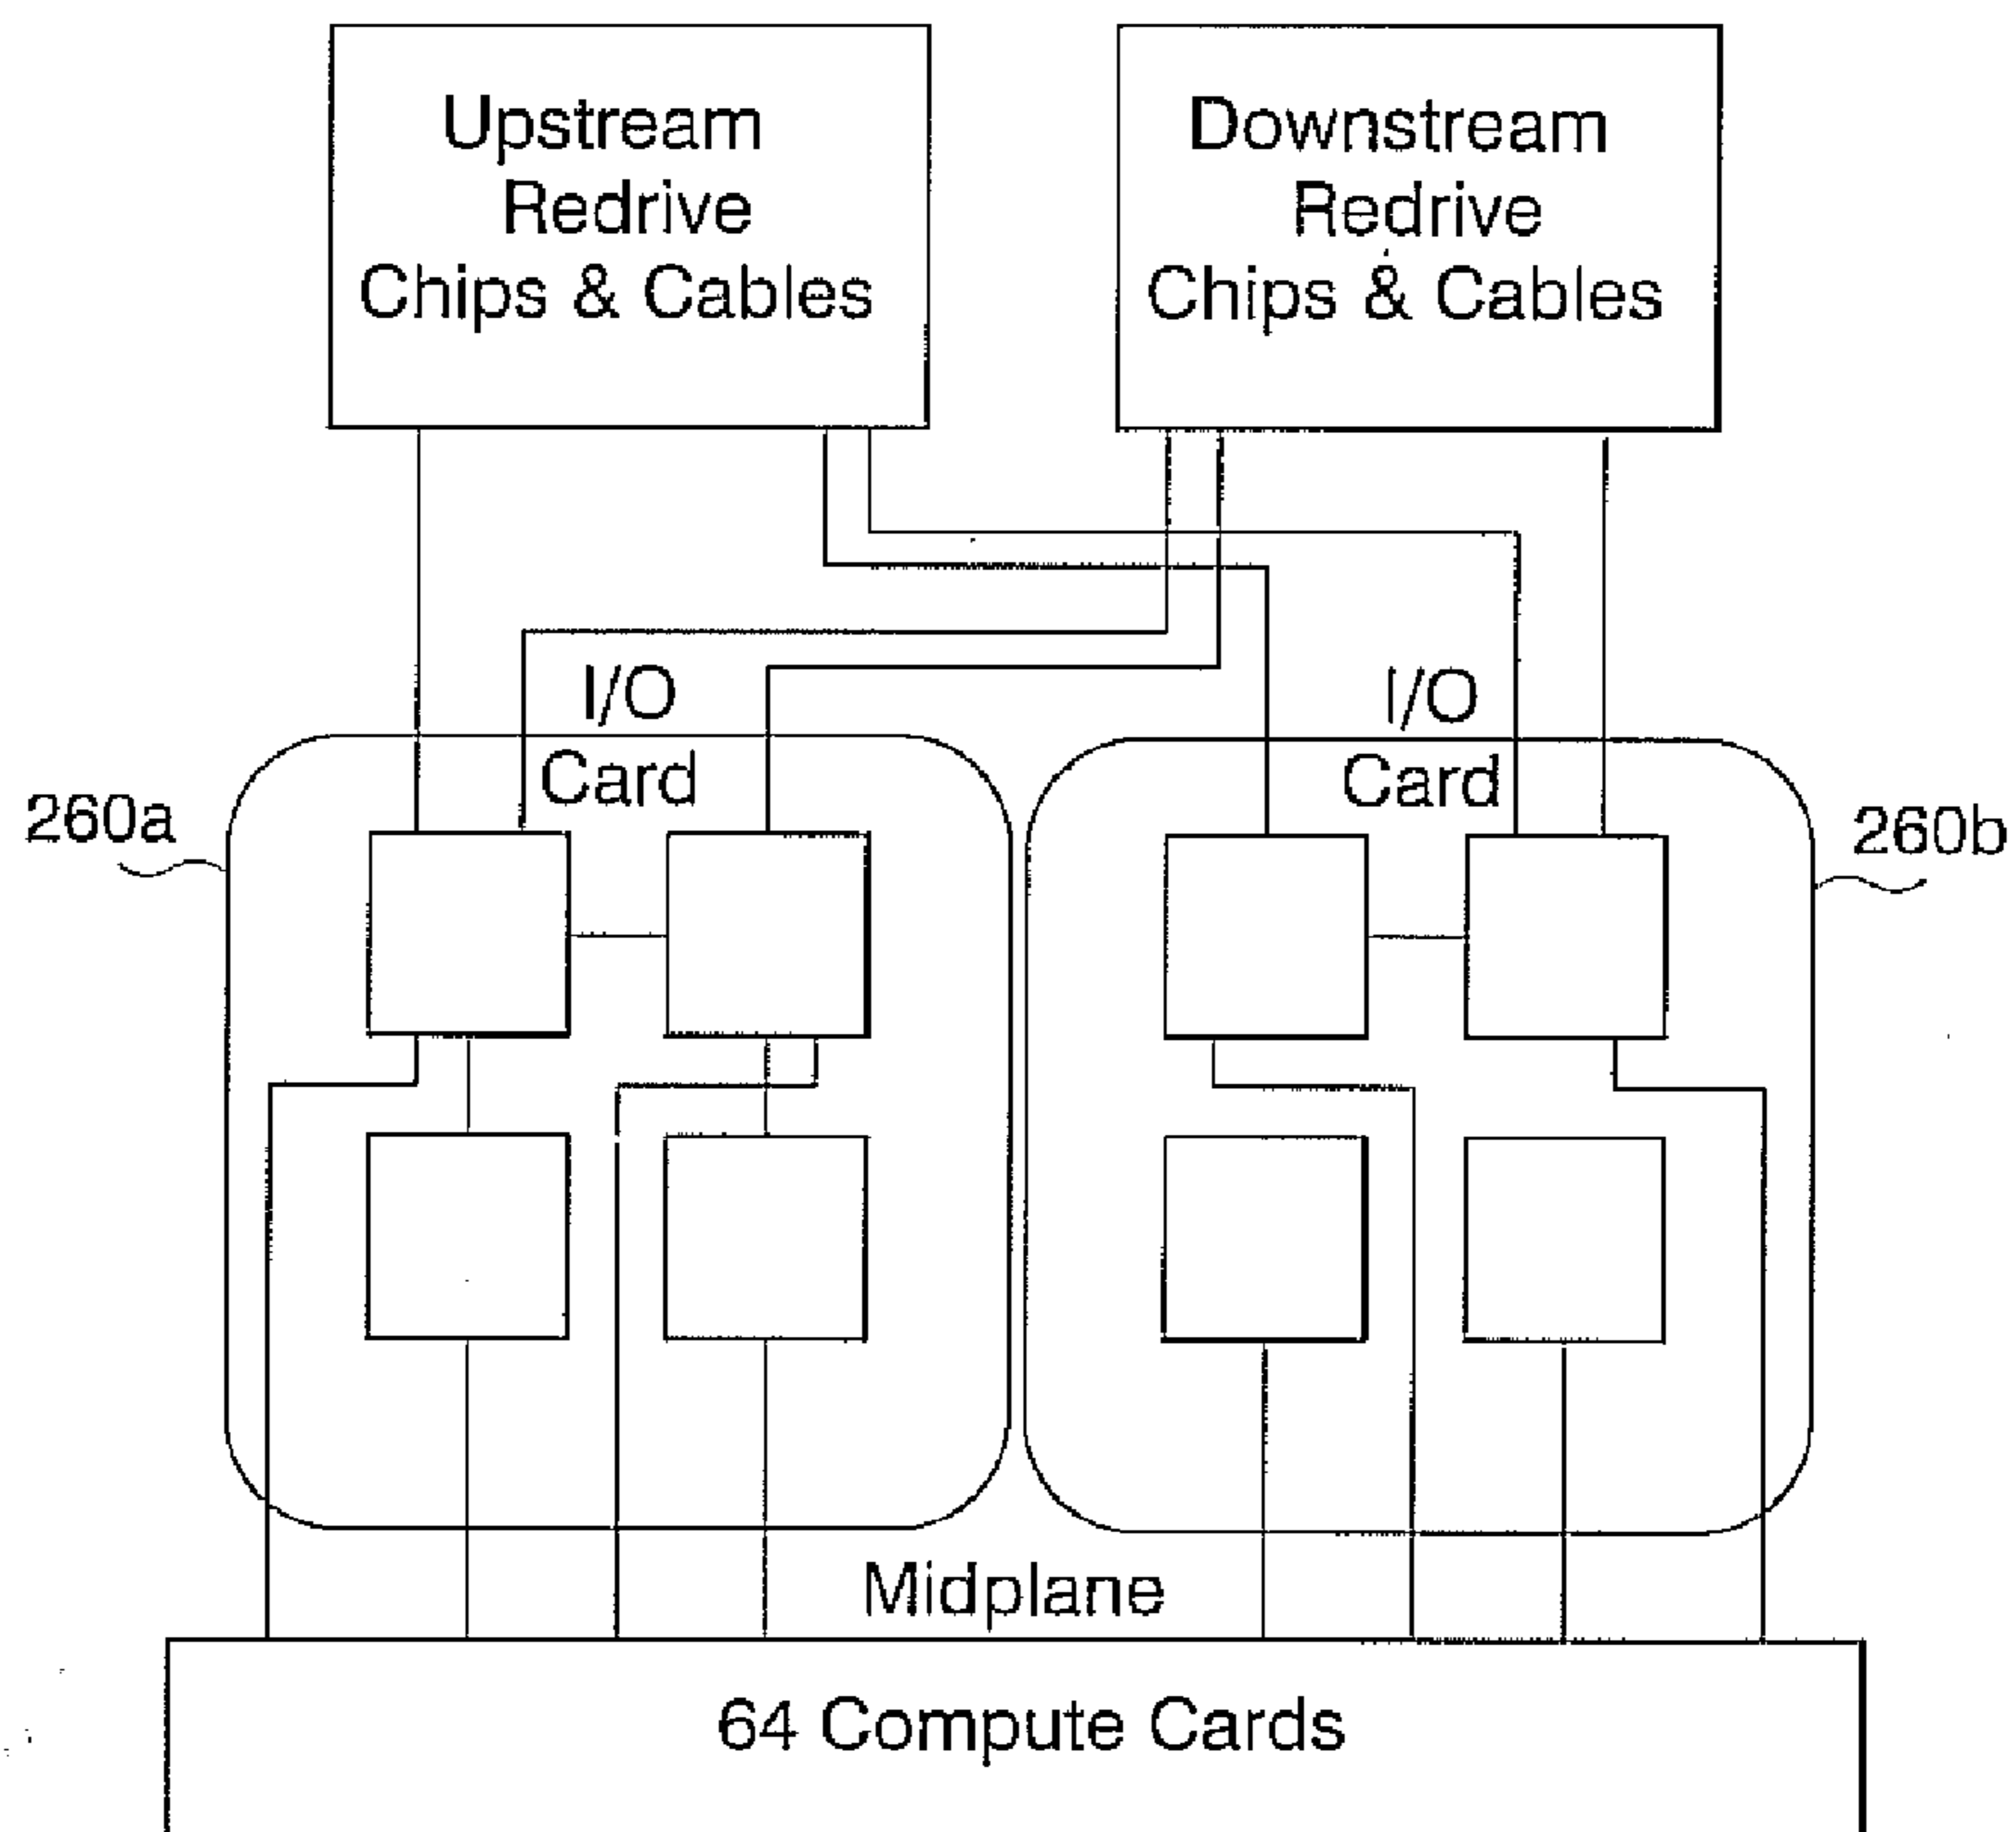 Upstream
Redrive
Chips & Cables
Downstream
Redrive
Chips & Cables
I/O
Card
I/O
Card
260a
260b
Midplane
64 Compute Cards